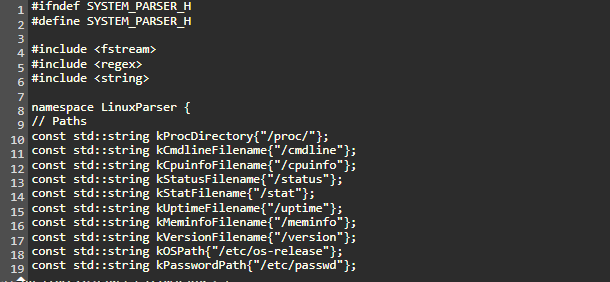 1 #ifndef SYSTEM_PARSER_H
2 #define SYSTEM_PARSER_H
3
4 #include <fstream>
5 #include <regex>
6 #include <string>
7
8 namespace LinuxParser {
9 // Paths
10 const std::string kProcDirectory{"/proc/"};
11 const std::string kCmdlineFilename{"/cmdline"};
12 const std::string kCpuinfoFilename{"/cpuinfo"};
13 const std::string kStatusFilename{"/status"};
14 const std::string kStatFilename{"/stat"};
15 const std::string kUptimeFilename{"/uptime"};
16 const std::string kMeminfoFilename{"/meminfo"};
17 const std::string kVersionFilename{"/version"};
18 const std::string kOSPath{"/etc/os-release"};
19 const std::string kPasswordPath{"/etc/passwd"};